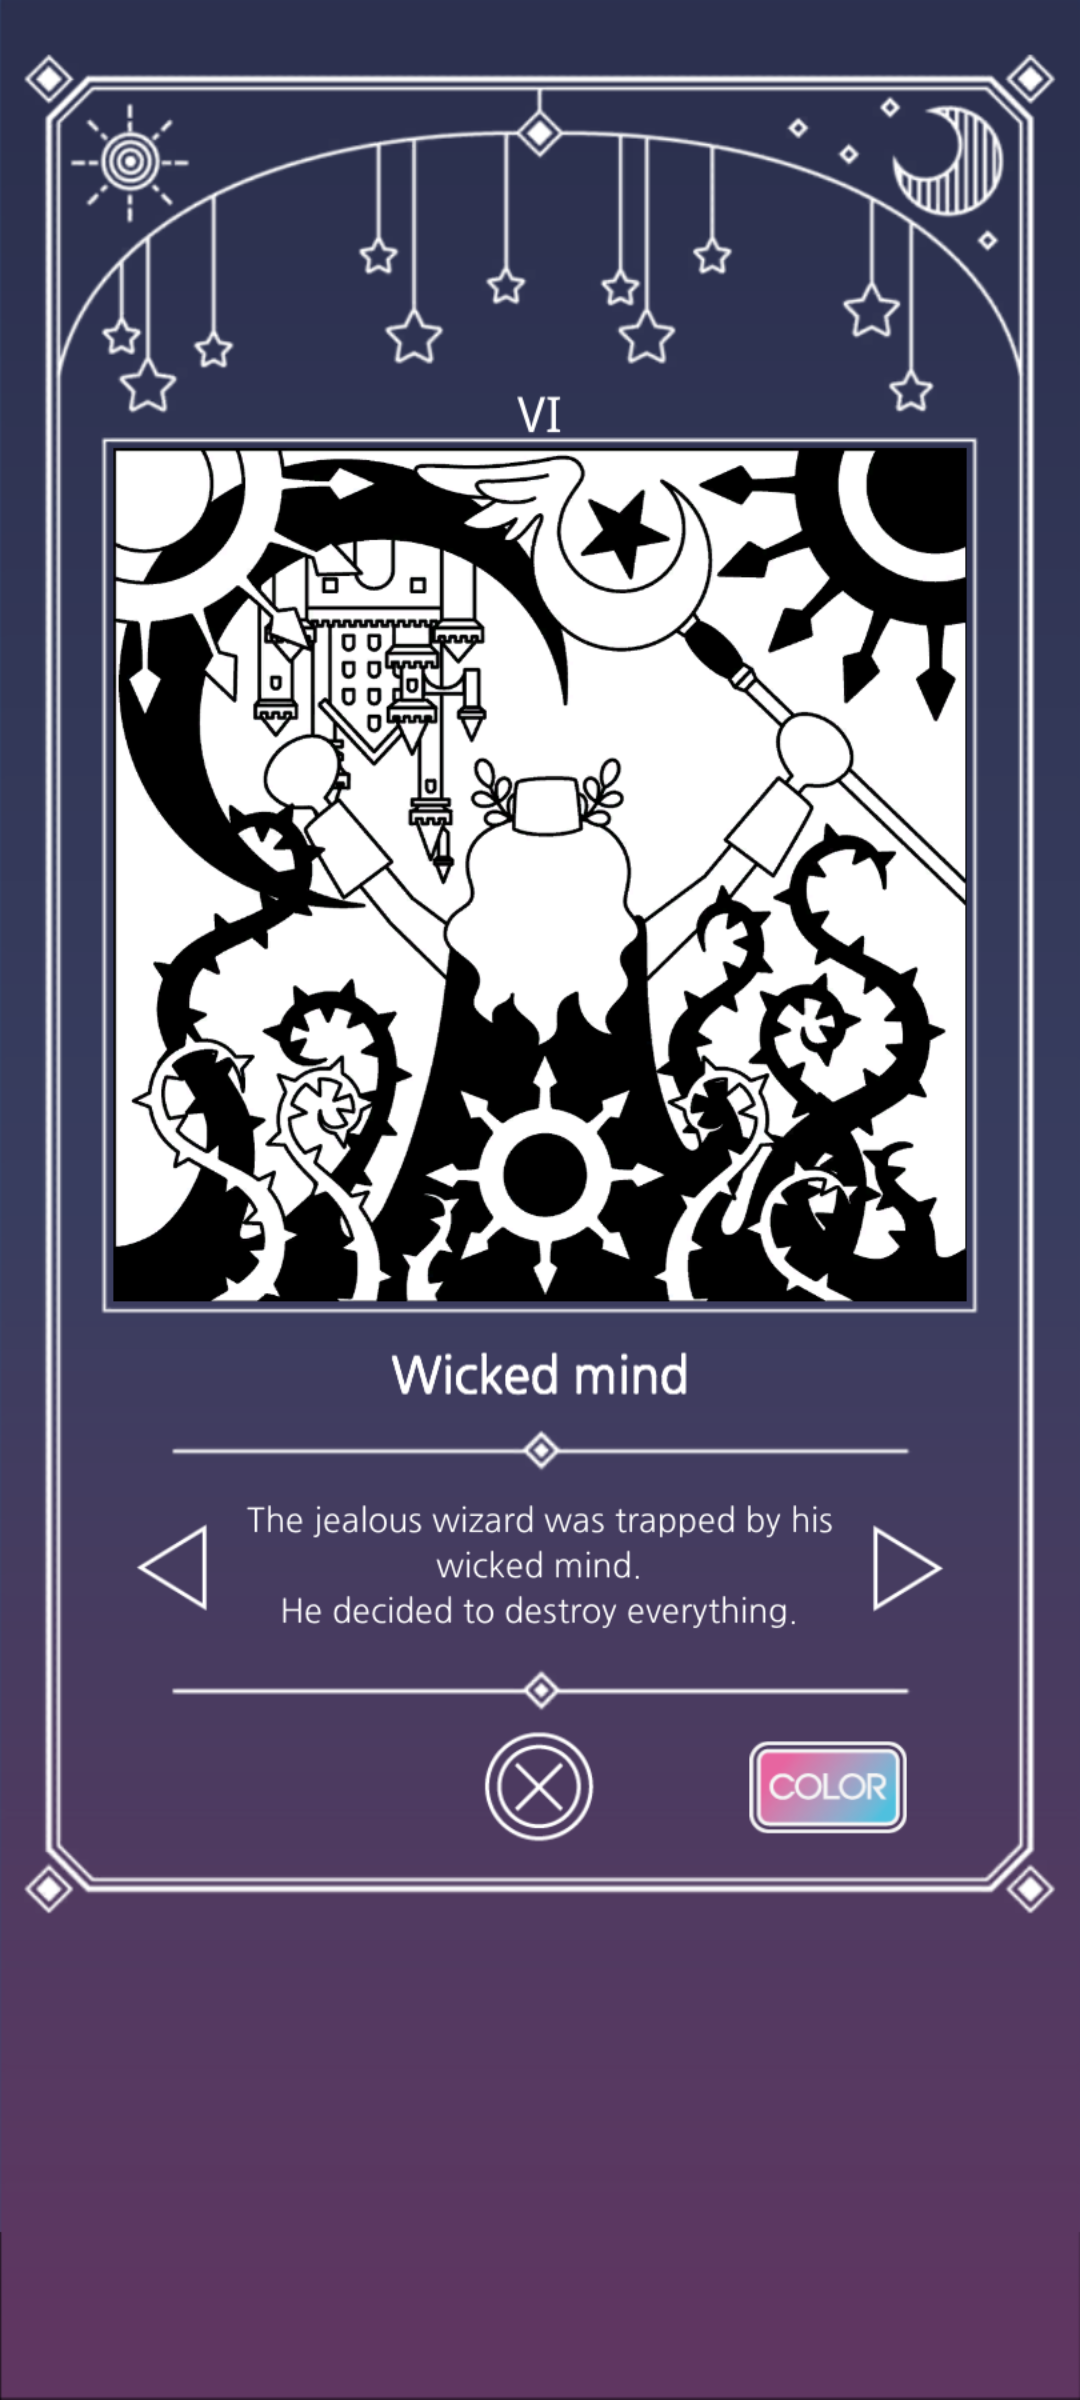 VI
Wicked mind
The jealous wizard was trapped by his
wicked mind.
He decided to destroy everything.
COLOR